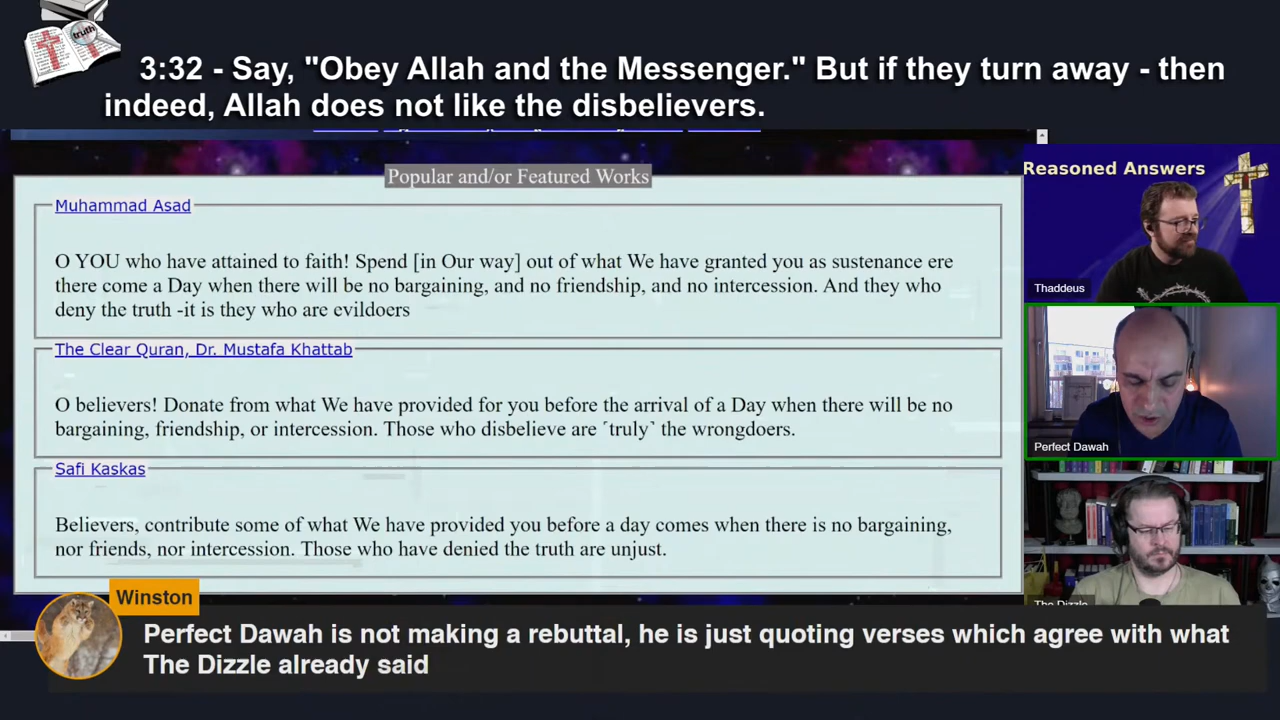 truth
3:32 - Say, "Obey Allah and the Messenger." But if they turn away - then
indeed, Allah does not like the disbelievers.
Popular and/or Featured Works
Muhammad Asad
O YOU who have attained to faith! Spend [in Our way] out of what We have granted you as sustenance ere
there come a Day when there will be no bargaining, and no friendship, and no intercession. And they who
deny the truth -it is they who are evildoers
The Clear Quran, Dr. Mustafa Khattab
O believers! Donate from what We have provided for you before the arrival of a Day when there will be no
bargaining, friendship, or intercession. Those who disbelieve are ˹truly˺ the wrongdoers.
Safi Kaskas
Believers, contribute some of what We have provided you before a day comes when there is no bargaining,
nor friends, nor intercession. Those who have denied the truth are unjust.
Reasoned Answers
Thaddeus
Perfect Dawah
The Dizzle
Winston
Perfect Dawah is not making a rebuttal, he is just quoting verses which agree with what
The Dizzle already said